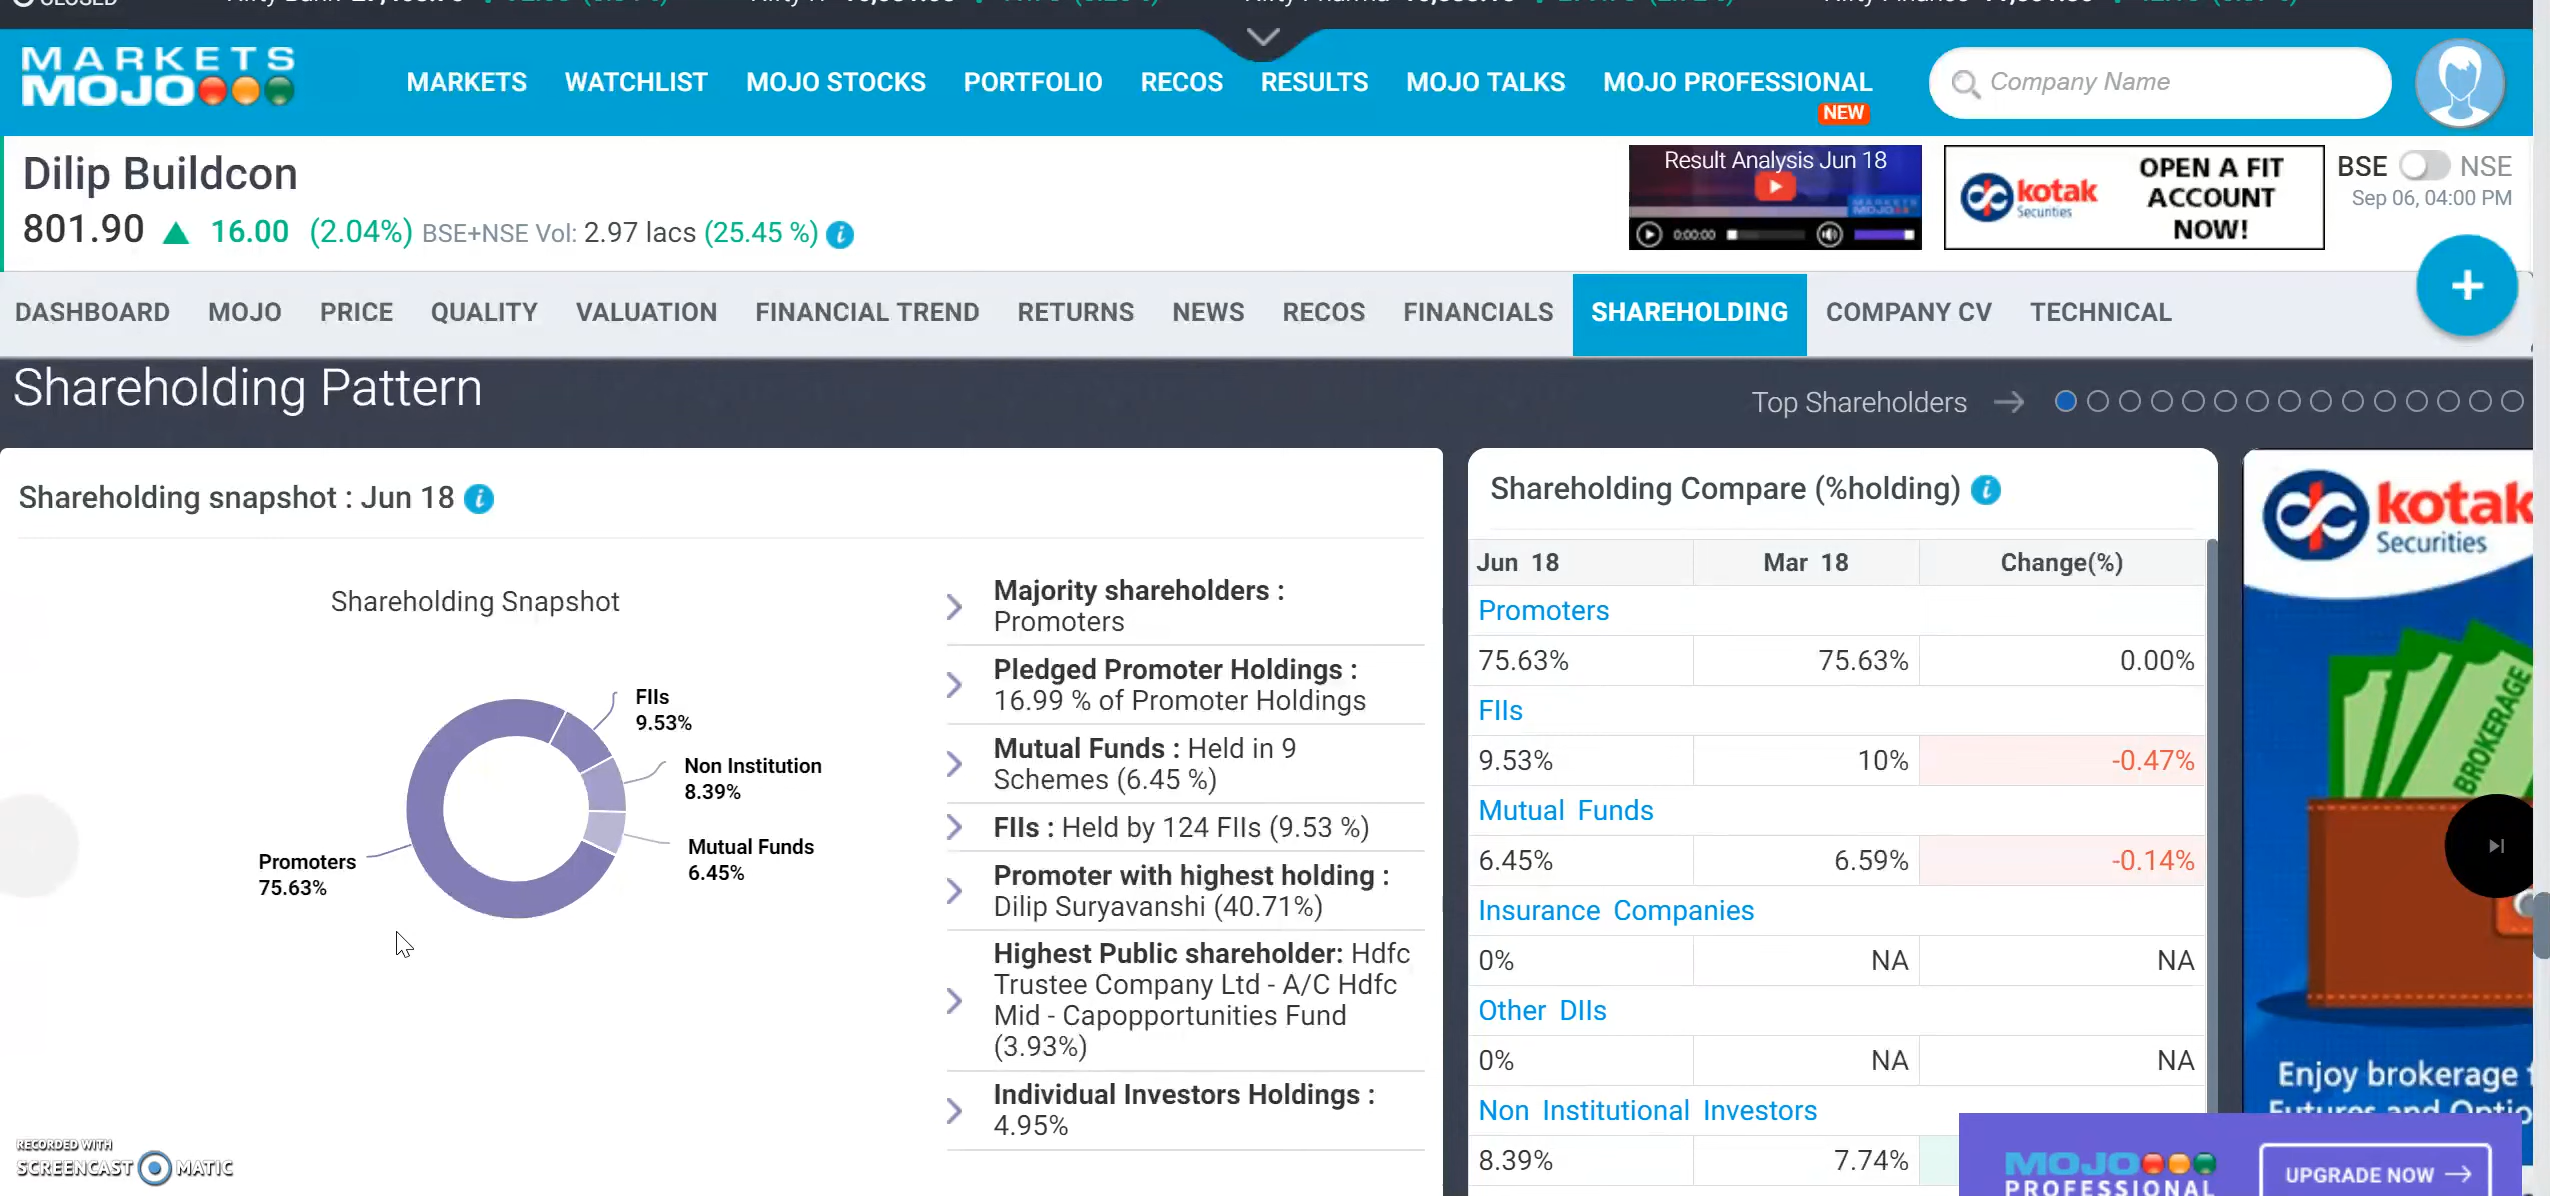 CLOSED
MARKETS
MOJO
MARKETS WATCHLIST MOJO STOCKS PORTFOLIO RECOS RESULTS MOJO TALKS MOJO PROFESSIONAL
NEW
Company Name
Dilip Buildcon
801.90 ▲ 16.00 (2.04%) BSE+NSE Vol: 2.97 lacs (25.45 %) i
Result Analysis Jun 18
MARKETS
MOJO
0:00:00
kotak
Securities
OPEN A FIT
ACCOUNT
NOW!
BSE NSE
Sep 06, 04:00 PM
+
DASHBOARD MOJO PRICE QUALITY VALUATION FINANCIAL TREND RETURNS NEWS RECOS FINANCIALS SHAREHOLDING COMPANY CV TECHNICAL
Shareholding Pattern
Top Shareholders →
Shareholding snapshot : Jun 18 i
Shareholding Snapshot
FIIs
9.53%
Non Institution
8.39%
Mutual Funds
6.45%
Promoters
75.63%
Majority shareholders :
Promoters
Pledged Promoter Holdings :
16.99 % of Promoter Holdings
Mutual Funds : Held in 9
Schemes (6.45 %)
FIIs : Held by 124 FIIs (9.53 %)
Promoter with highest holding :
Dilip Suryavanshi (40.71%)
Highest Public shareholder: Hdfc
Trustee Company Ltd - A/C Hdfc
Mid - Capopportunities Fund
(3.93%)
Individual Investors Holdings :
4.95%
Shareholding Compare (%holding) i
Jun 18 Mar 18 Change(%)
Promoters
75.63% 75.63% 0.00%
FIIs
9.53% 10% -0.47%
Mutual Funds
6.45% 6.59% -0.14%
Insurance Companies
0% NA NA
Other DIIs
0% NA NA
Non Institutional Investors
8.39% 7.74%
kotak
Securities
BROKERAGE
Enjoy brokerage
Futures and
MOJO
PROFESSIONAL
UPGRADE NOW →
RECORDED WITH
SCREENCAST MATIC